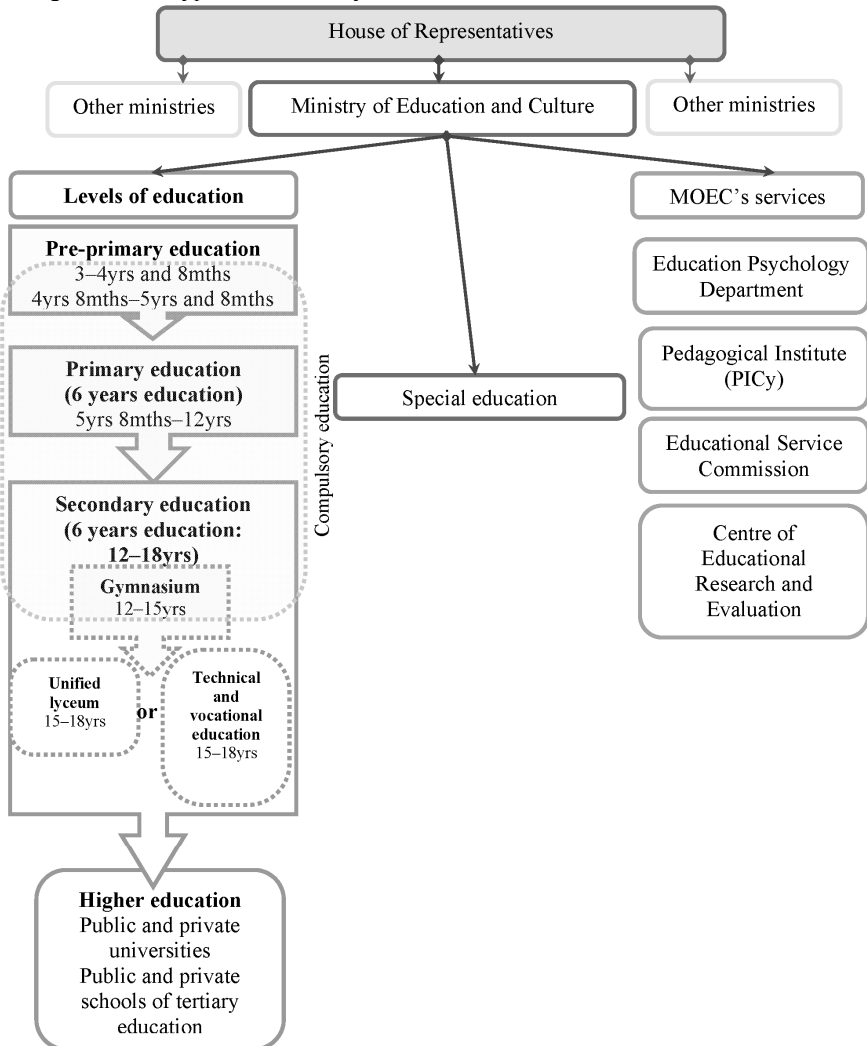 House of Representatives
Other ministries
Ministry of Education and Culture
Other ministries
Levels of education
MOEC’s services
Pre-primary education
3–4yrs and 8mths
4yrs 8mths–5yrs and 8mths
Primary education
(6 years education)
5yrs 8mths–12yrs
Secondary education
(6 years education:
12–18yrs)
Gymnasium
12–15yrs
Unified
lyceum
15–18yrs
or
Technical
and
vocational
education
15–18yrs
Higher education
Public and private
universities
Public and private
schools of tertiary
education
Compulsory education
Special education
Education Psychology
Department
Pedagogical Institute
(PICy)
Educational Service
Commission
Centre of
Educational
Research and
Evaluation